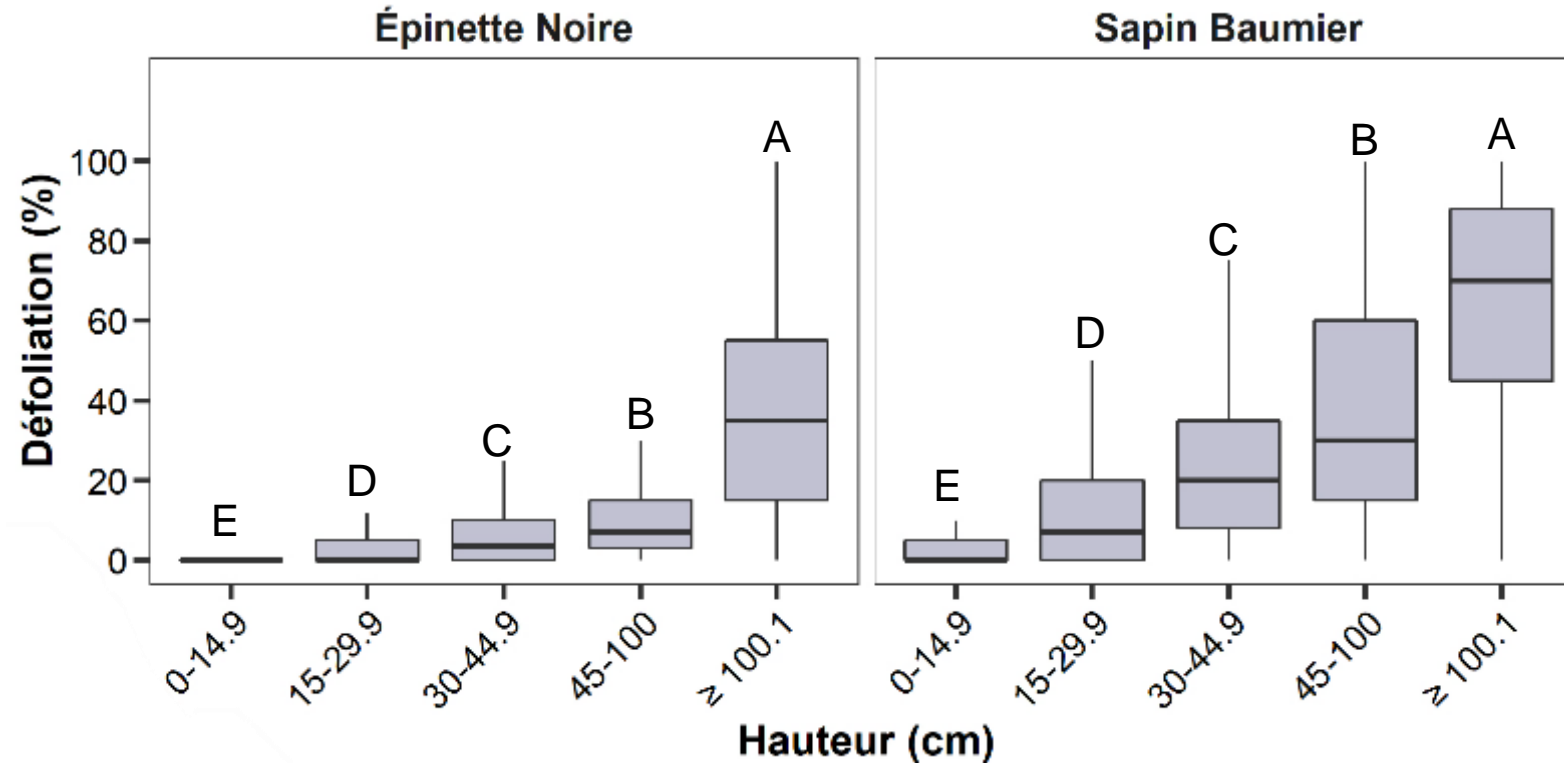 Épinette Noire
Sapin Baumier
Défoliation (%)
100
80
60
40
20
0
E
D
C
B
A
E
D
C
B
A
0-14.9
15-29.9
30-44.9
45-100
≥ 100.1
0-14.9
15-29.9
30-44.9
45-100
≥ 100.1
Hauteur (cm)